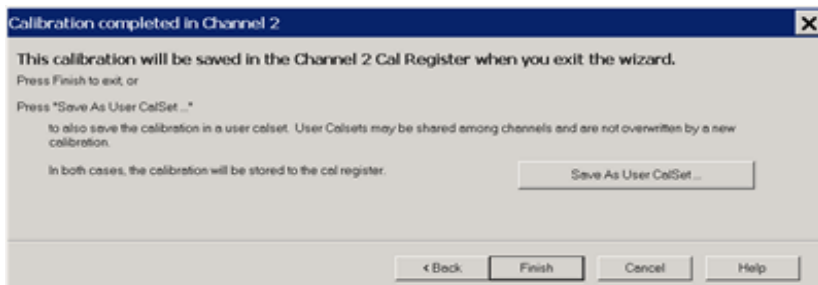 Calibration completed in Channel 2
This calibration will be saved in the Channel 2 Cal Register when you exit the wizard.
Press Finish to exit, or
Press "Save As User CalSet..."
to also save the calibration in a user calset. User Calsets may be shared among channels and are not overwritten by a new
calibration.
In both cases, the calibration will be stored to the cal register.
Save As User CalSet...
< Back
Finish
Cancel
Help